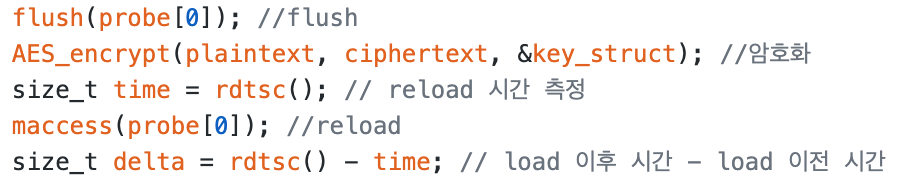 flush(probe[0]); //flush
AES_encrypt(plaintext, ciphertext, &key_struct); //암호화
size_t time = rdtsc(); // reload 시간 측정
maccess(probe[0]); //reload
size_t delta = rdtsc() - time; // load 이후 시간 - load 이전 시간